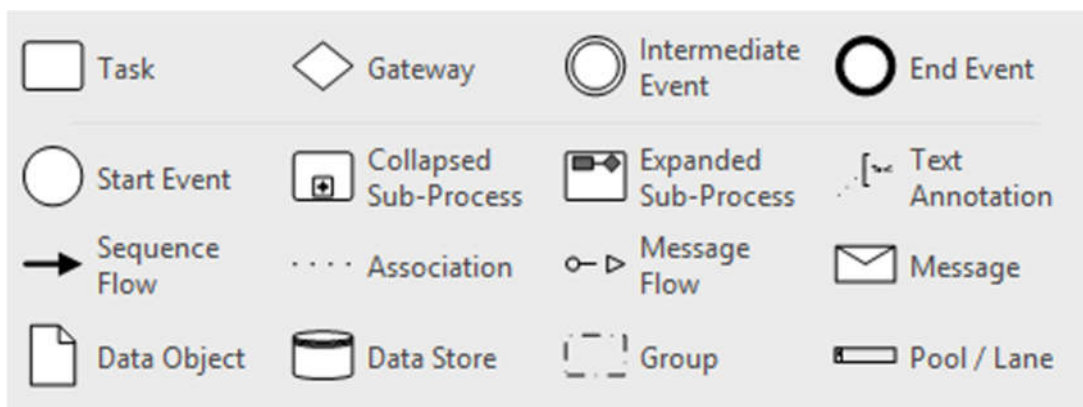 Task
Gateway
Intermediate
Event
End Event
Start Event
Collapsed
Sub-Process
Expanded
Sub-Process
Text
Annotation
Sequence
Flow
Association
Message
Flow
Message
Data Object
Data Store
Group
Pool / Lane